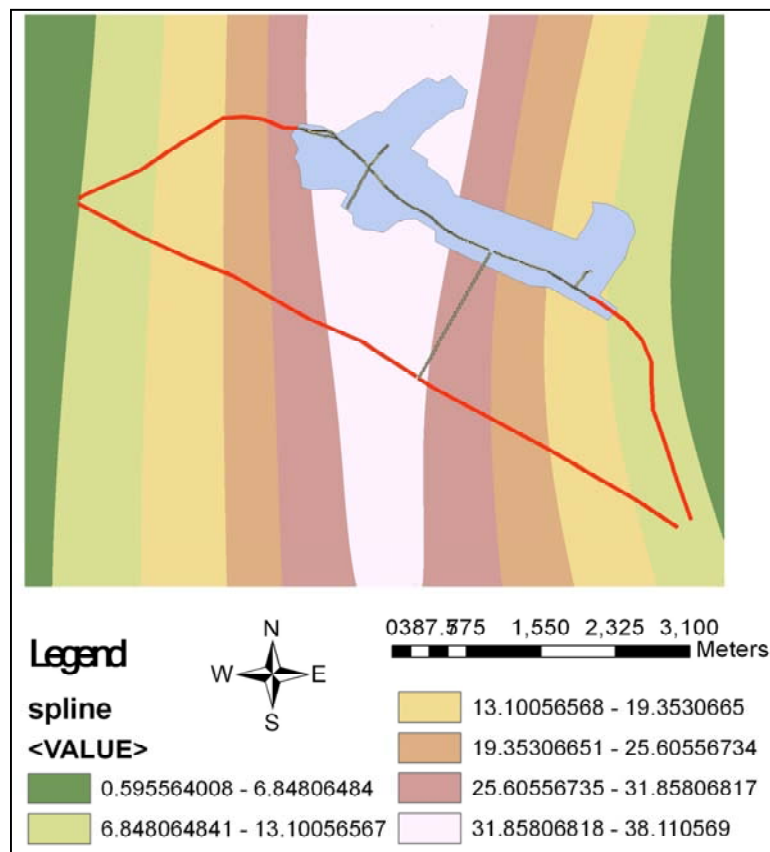 N
W E
S
0387.5775 1,550 2,325 3,100
Meters
Legend
spline
<VALUE>
0.595564008 - 6.84806484
6.848064841 - 13.10056567
13.10056568 - 19.3530665
19.35306651 - 25.60556734
25.60556735 - 31.85806817
31.85806818 - 38.110569